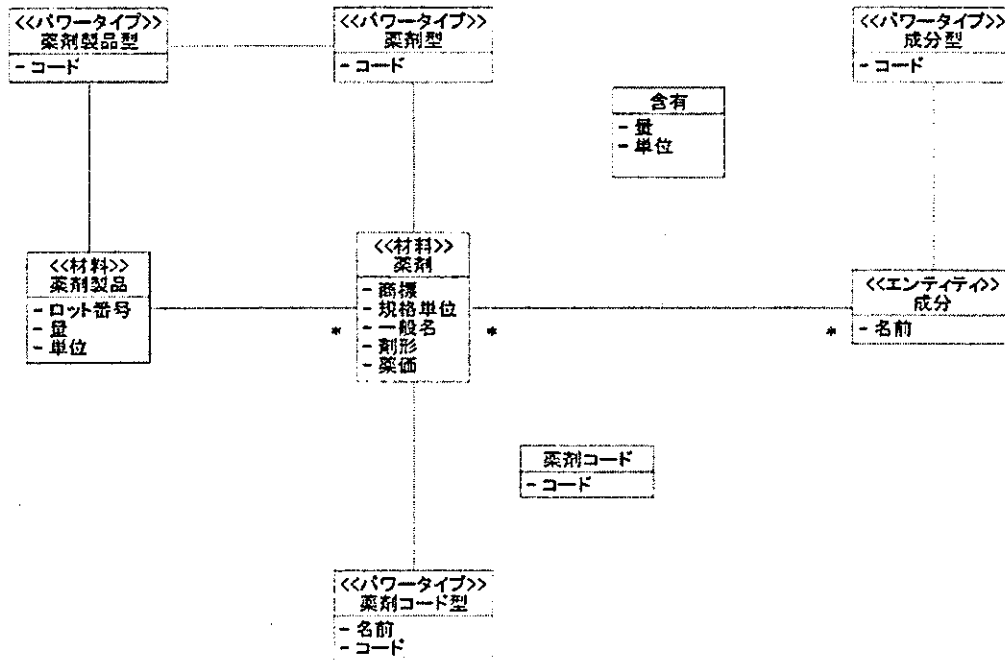 <<パワータイプ>>
薬剤製品型
- コード
<<パワータイプ>>
薬剤型
- コード
<<パワータイプ>>
成分型
- コード
含有
- 量
- 単位
<<材料>>
薬剤製品
- ロット番号
- 量
- 単位
*
<<材料>>
薬剤
- 商標
- 規格単位
- 一般名
- 剤形
- 薬価
*
*
<<エンティティ>>
成分
- 名前
薬剤コード
- コード
<<パワータイプ>>
薬剤コード型
- 名前
- コード